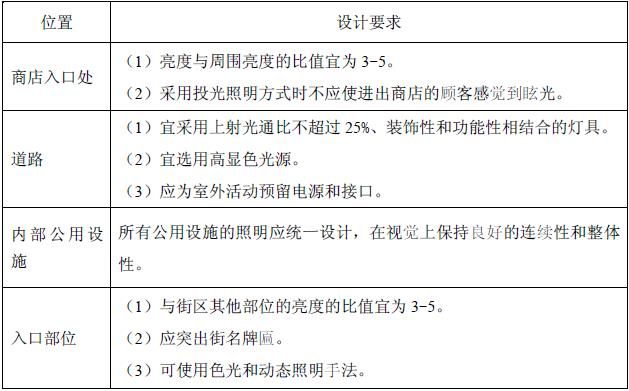 位置 设计要求
商店入口处
（1）亮度与周围亮度的比值宜为 3-5。
（2）采用投光照明方式时不应使进出商店的顾客感觉到眩光。
道路
（1）宜采用上射光通比不超过 25%、装饰性和功能性相结合的灯具。
（2）宜选用高显色光源。
（3）应为室外活动预留电源和接口。
内部公用设
施
所有公用设施的照明应统一设计，在视觉上保持良好的连续性和整体
性。
入口部位
（1）与街区其他部位的亮度的比值宜为 3-5。
（2）应突出街名牌匾。
（3）可使用色光和动态照明手法。